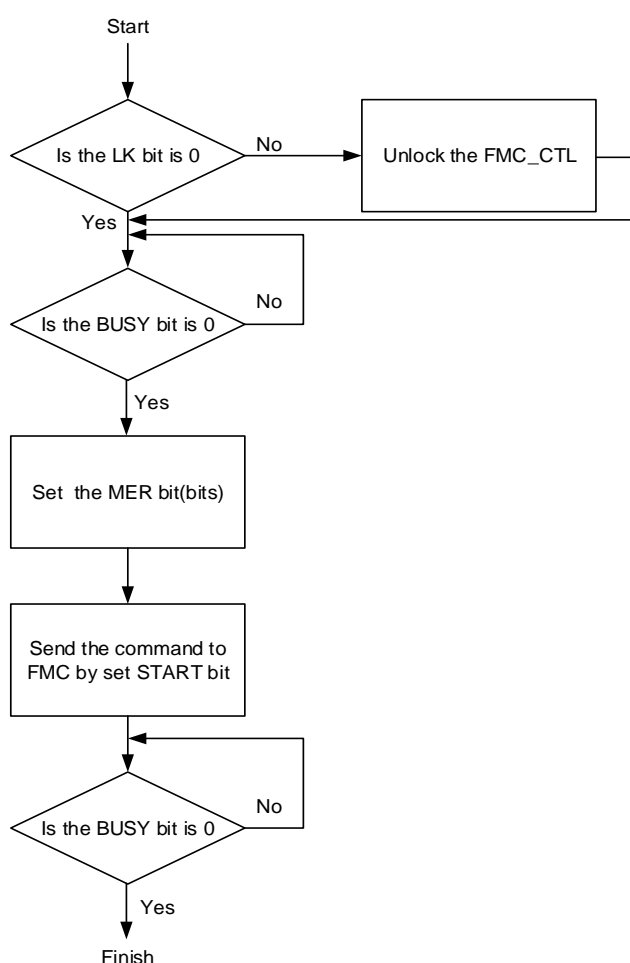 Start
Is the LK bit is 0
No
Unlock the FMC_CTL
Yes
No
Is the BUSY bit is 0
Yes
Set the MER bit(bits)
Send the command to
FMC by set START bit
No
Is the BUSY bit is 0
Yes
Finish